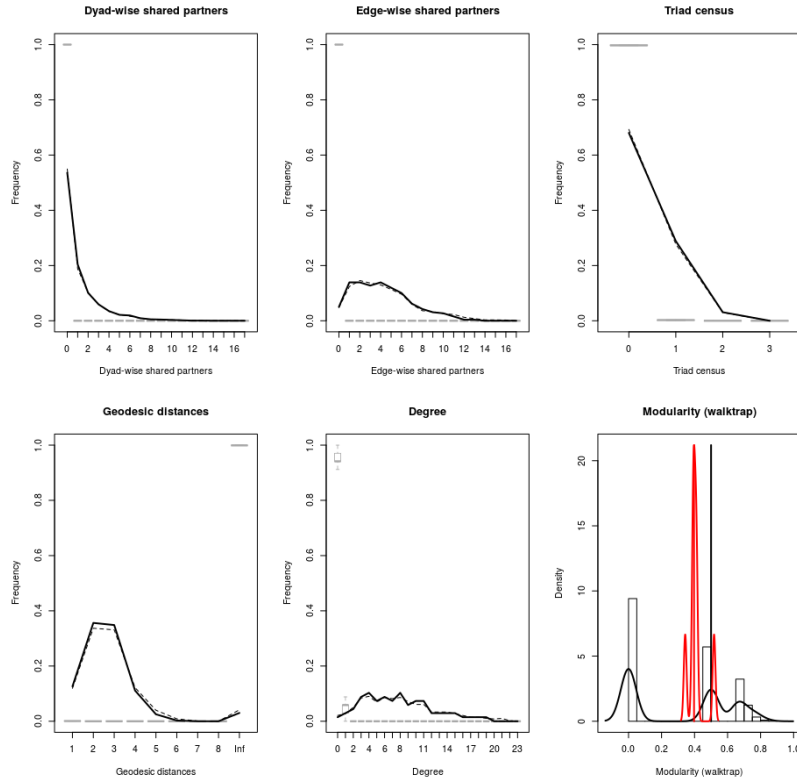 Dyad-wise shared partners
Edge-wise shared partners
Triad census
Frequency
1.0
0.8
0.6
0.4
0.2
0.0
0 2 4 6 8 10 12 14 16
Dyad-wise shared partners
Frequency
1.0
0.8
0.6
0.4
0.2
0.0
0 2 4 6 8 10 12 14 16
Edge-wise shared partners
Frequency
1.0
0.8
0.6
0.4
0.2
0.0
0 1 2 3
Triad census
Geodesic distances
Degree
Modularity (walktrap)
Frequency
1.0
0.8
0.6
0.4
0.2
0.0
1 2 3 4 5 6 7 8 Inf
Geodesic distances
Frequency
1.0
0.8
0.6
0.4
0.2
0.0
0 2 4 6 8 11 14 17 20 23
Degree
Density
20
15
10
5
0
0.0 0.2 0.4 0.6 0.8 1.0
Modularity (walktrap)